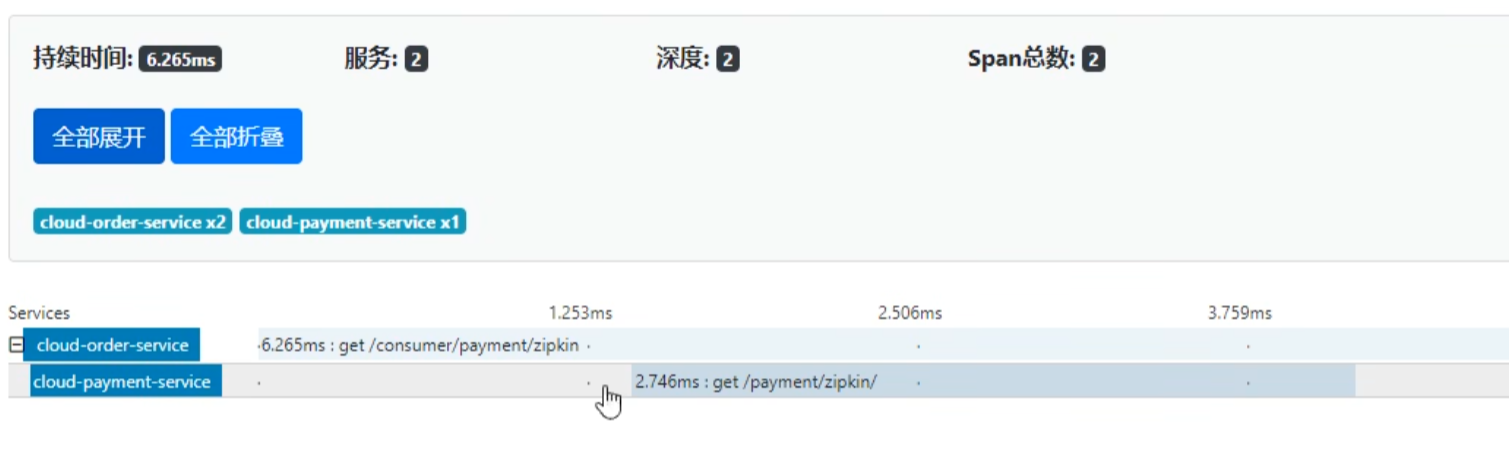 持续时间: 6.265ms 服务: 2 深度: 2 Span总数: 2
全部展开 全部折叠
cloud-order-service x2 cloud-payment-service x1
Services 1.253ms 2.506ms 3.759ms
cloud-order-service 6.265ms : get /consumer/payment/zipkin
cloud-payment-service 2.746ms : get /payment/zipkin/